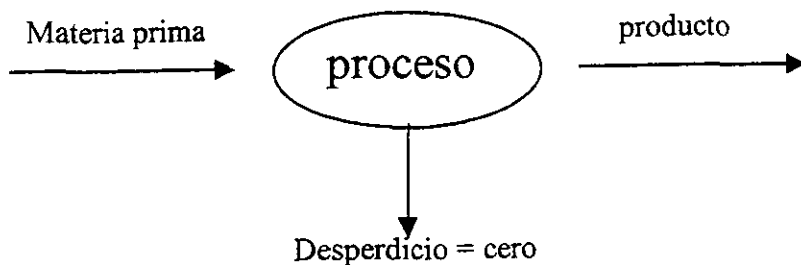 Materia prima
proceso
producto
Desperdicio = cero